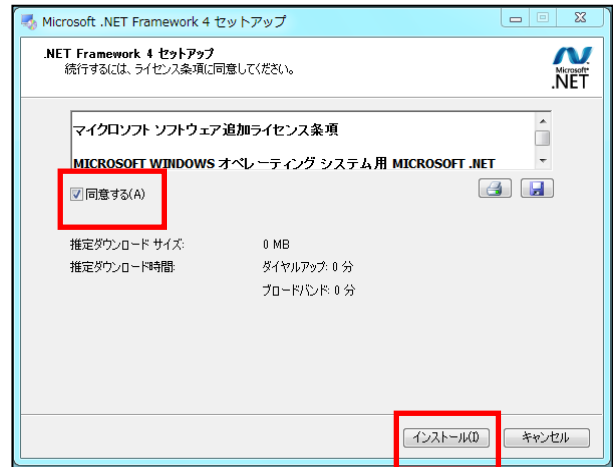 Microsoft .NET Framework 4 セットアップ
.NET Framework 4 セットアップ
続行するには、ライセンス条項に同意してください。
Microsoft
.NET
マイクロソフト ソフトウェア追加ライセンス条項
MICROSOFT WINDOWS オペレーティング システム用 MICROSOFT .NET
同意する(A)
推定ダウンロード サイズ: 0 MB
推定ダウンロード時間: ダイヤルアップ: 0 分
ブロードバンド: 0 分
インストール(I) キャンセル